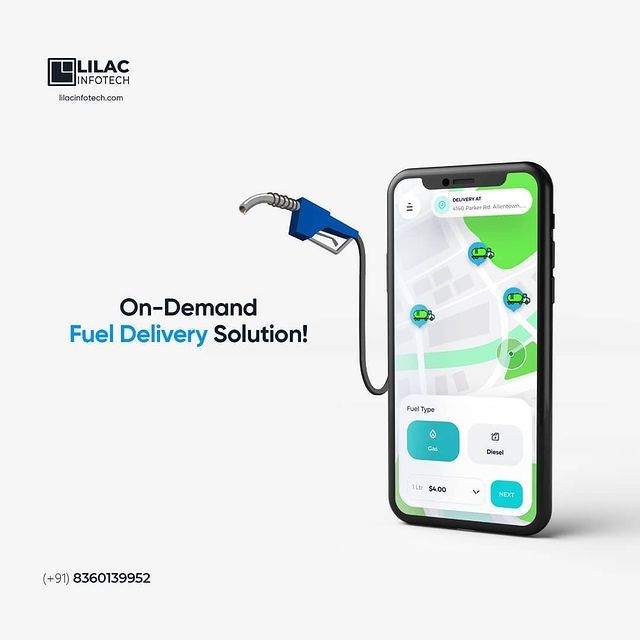 LILAC
INFOTECH
lilacinfotech.com
DELIVERY AT
4140 Parker Rd. Allentown....
On-Demand
Fuel Delivery Solution!
Fuel Type
Gas
Diesel
1 Ltr $4.00
NEXT
(+91) 8360139952